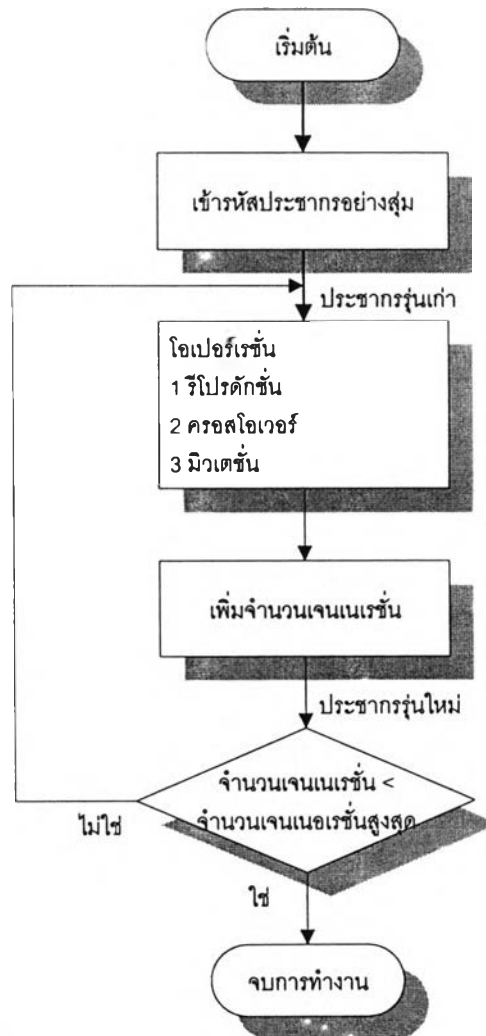 เริ่มต้น
เข้ารหัสประชากรอย่างสุ่ม
ประชากรรุ่นเก่า
โอเปอร์เรชั่น
1 รีโปรดักชั่น
2 ครอสโอเวอร์
3 มิวเตชั่น
เพิ่มจำนวนเจนเนเรชั่น
ประชากรรุ่นใหม่
จำนวนเจนเนเรชั่น <
จำนวนเจนเนอเรชั่นสูงสุด
ไม่ใช่
ใช่
จบการทำงาน